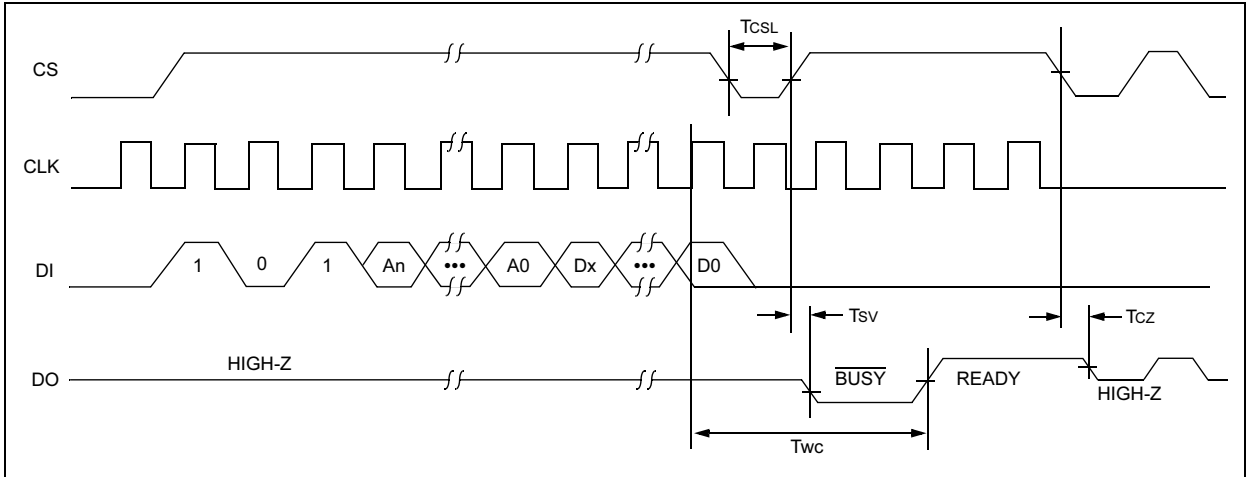 TCSL
CS
CLK
DI
1 0 1 An ••• A0 Dx ••• D0
TSV
TCZ
HIGH-Z
DO
BUSY
READY
HIGH-Z
TWC